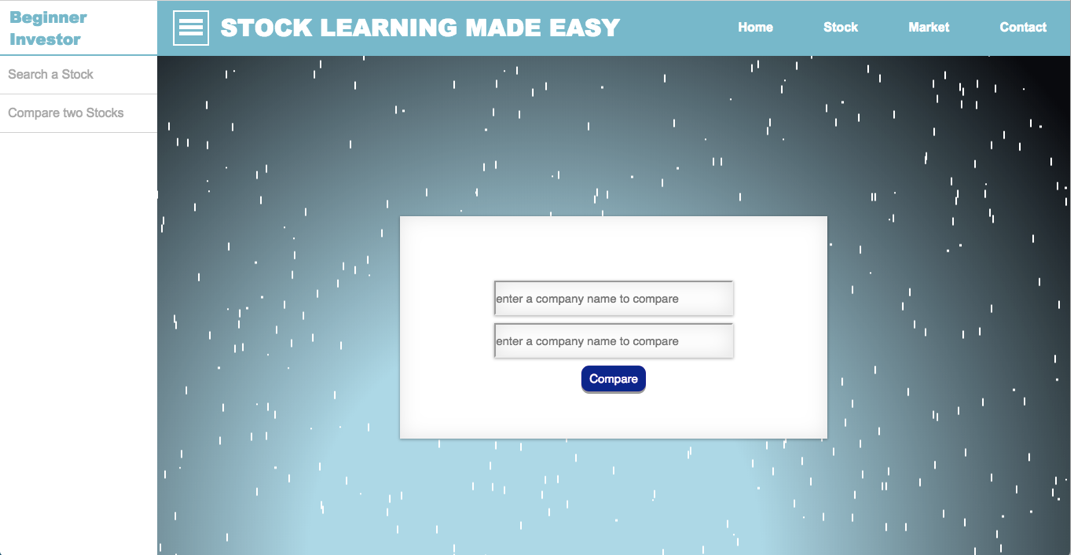 Beginner
Investor
STOCK LEARNING MADE EASY
Home
Stock
Market
Contact
Search a Stock
Compare two Stocks
enter a company name to compare
enter a company name to compare
Compare